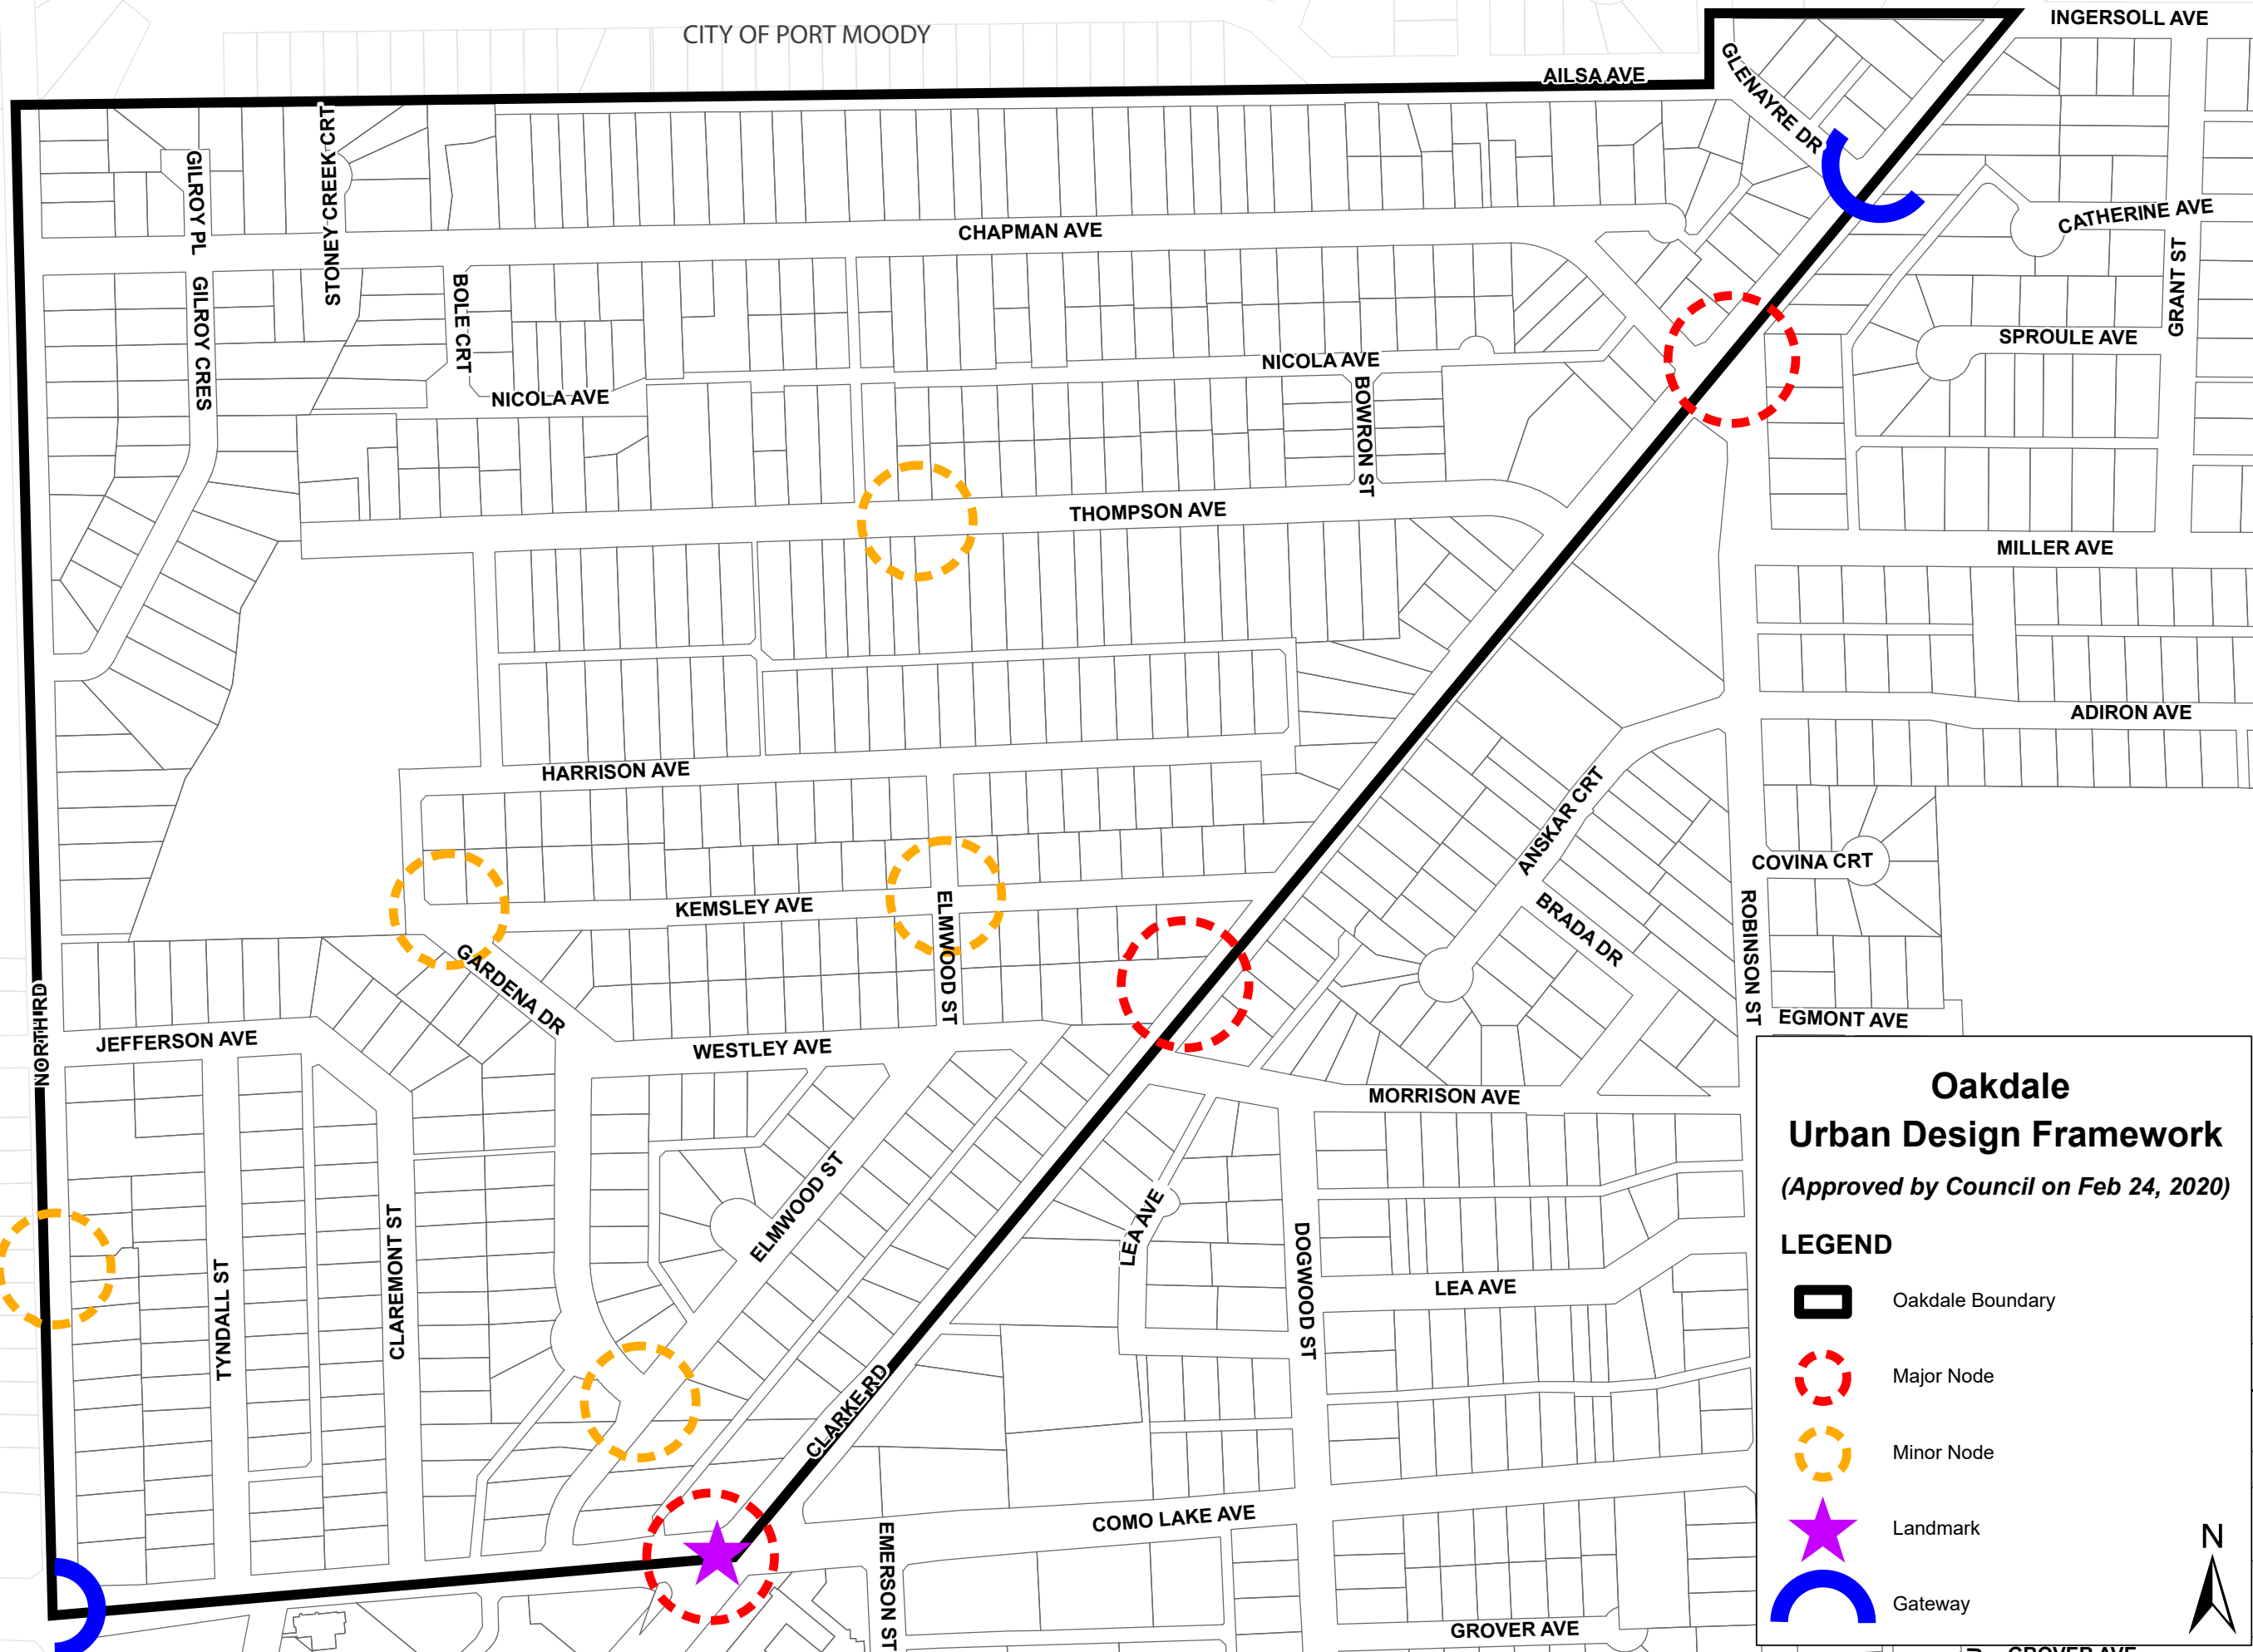 INGERSOLL AVE
CITY OF PORT MOODY
AILSA AVE
GLENAYRE DR
STONEY CREEK CRT
GILROY PL
CATHERINE AVE
CHAPMAN AVE
GRANT ST
GILROY CRES
BOLE CRT
SPROULE AVE
NICOLA AVE
NICOLA AVE
BOWRON ST
THOMPSON AVE
MILLER AVE
ADIRON AVE
HARRISON AVE
ANSKAR CRT
COVINA CRT
KEMSLEY AVE
ELMWOOD ST
BRADA DR
ROBINSON ST
GARDENA DR
NORTH RD
EGMONT AVE
JEFFERSON AVE
WESTLEY AVE
MORRISON AVE
ELMWOOD ST
LEA AVE
CLAREMONT ST
TYNDALL ST
DOGWOOD ST
LEA AVE
CLARKE RD
COMO LAKE AVE
EMERSON ST
GROVER AVE
Oakdale
Urban Design Framework
(Approved by Council on Feb 24, 2020)
LEGEND
Oakdale Boundary
Major Node
Minor Node
Landmark
N
Gateway
GROVER AVE